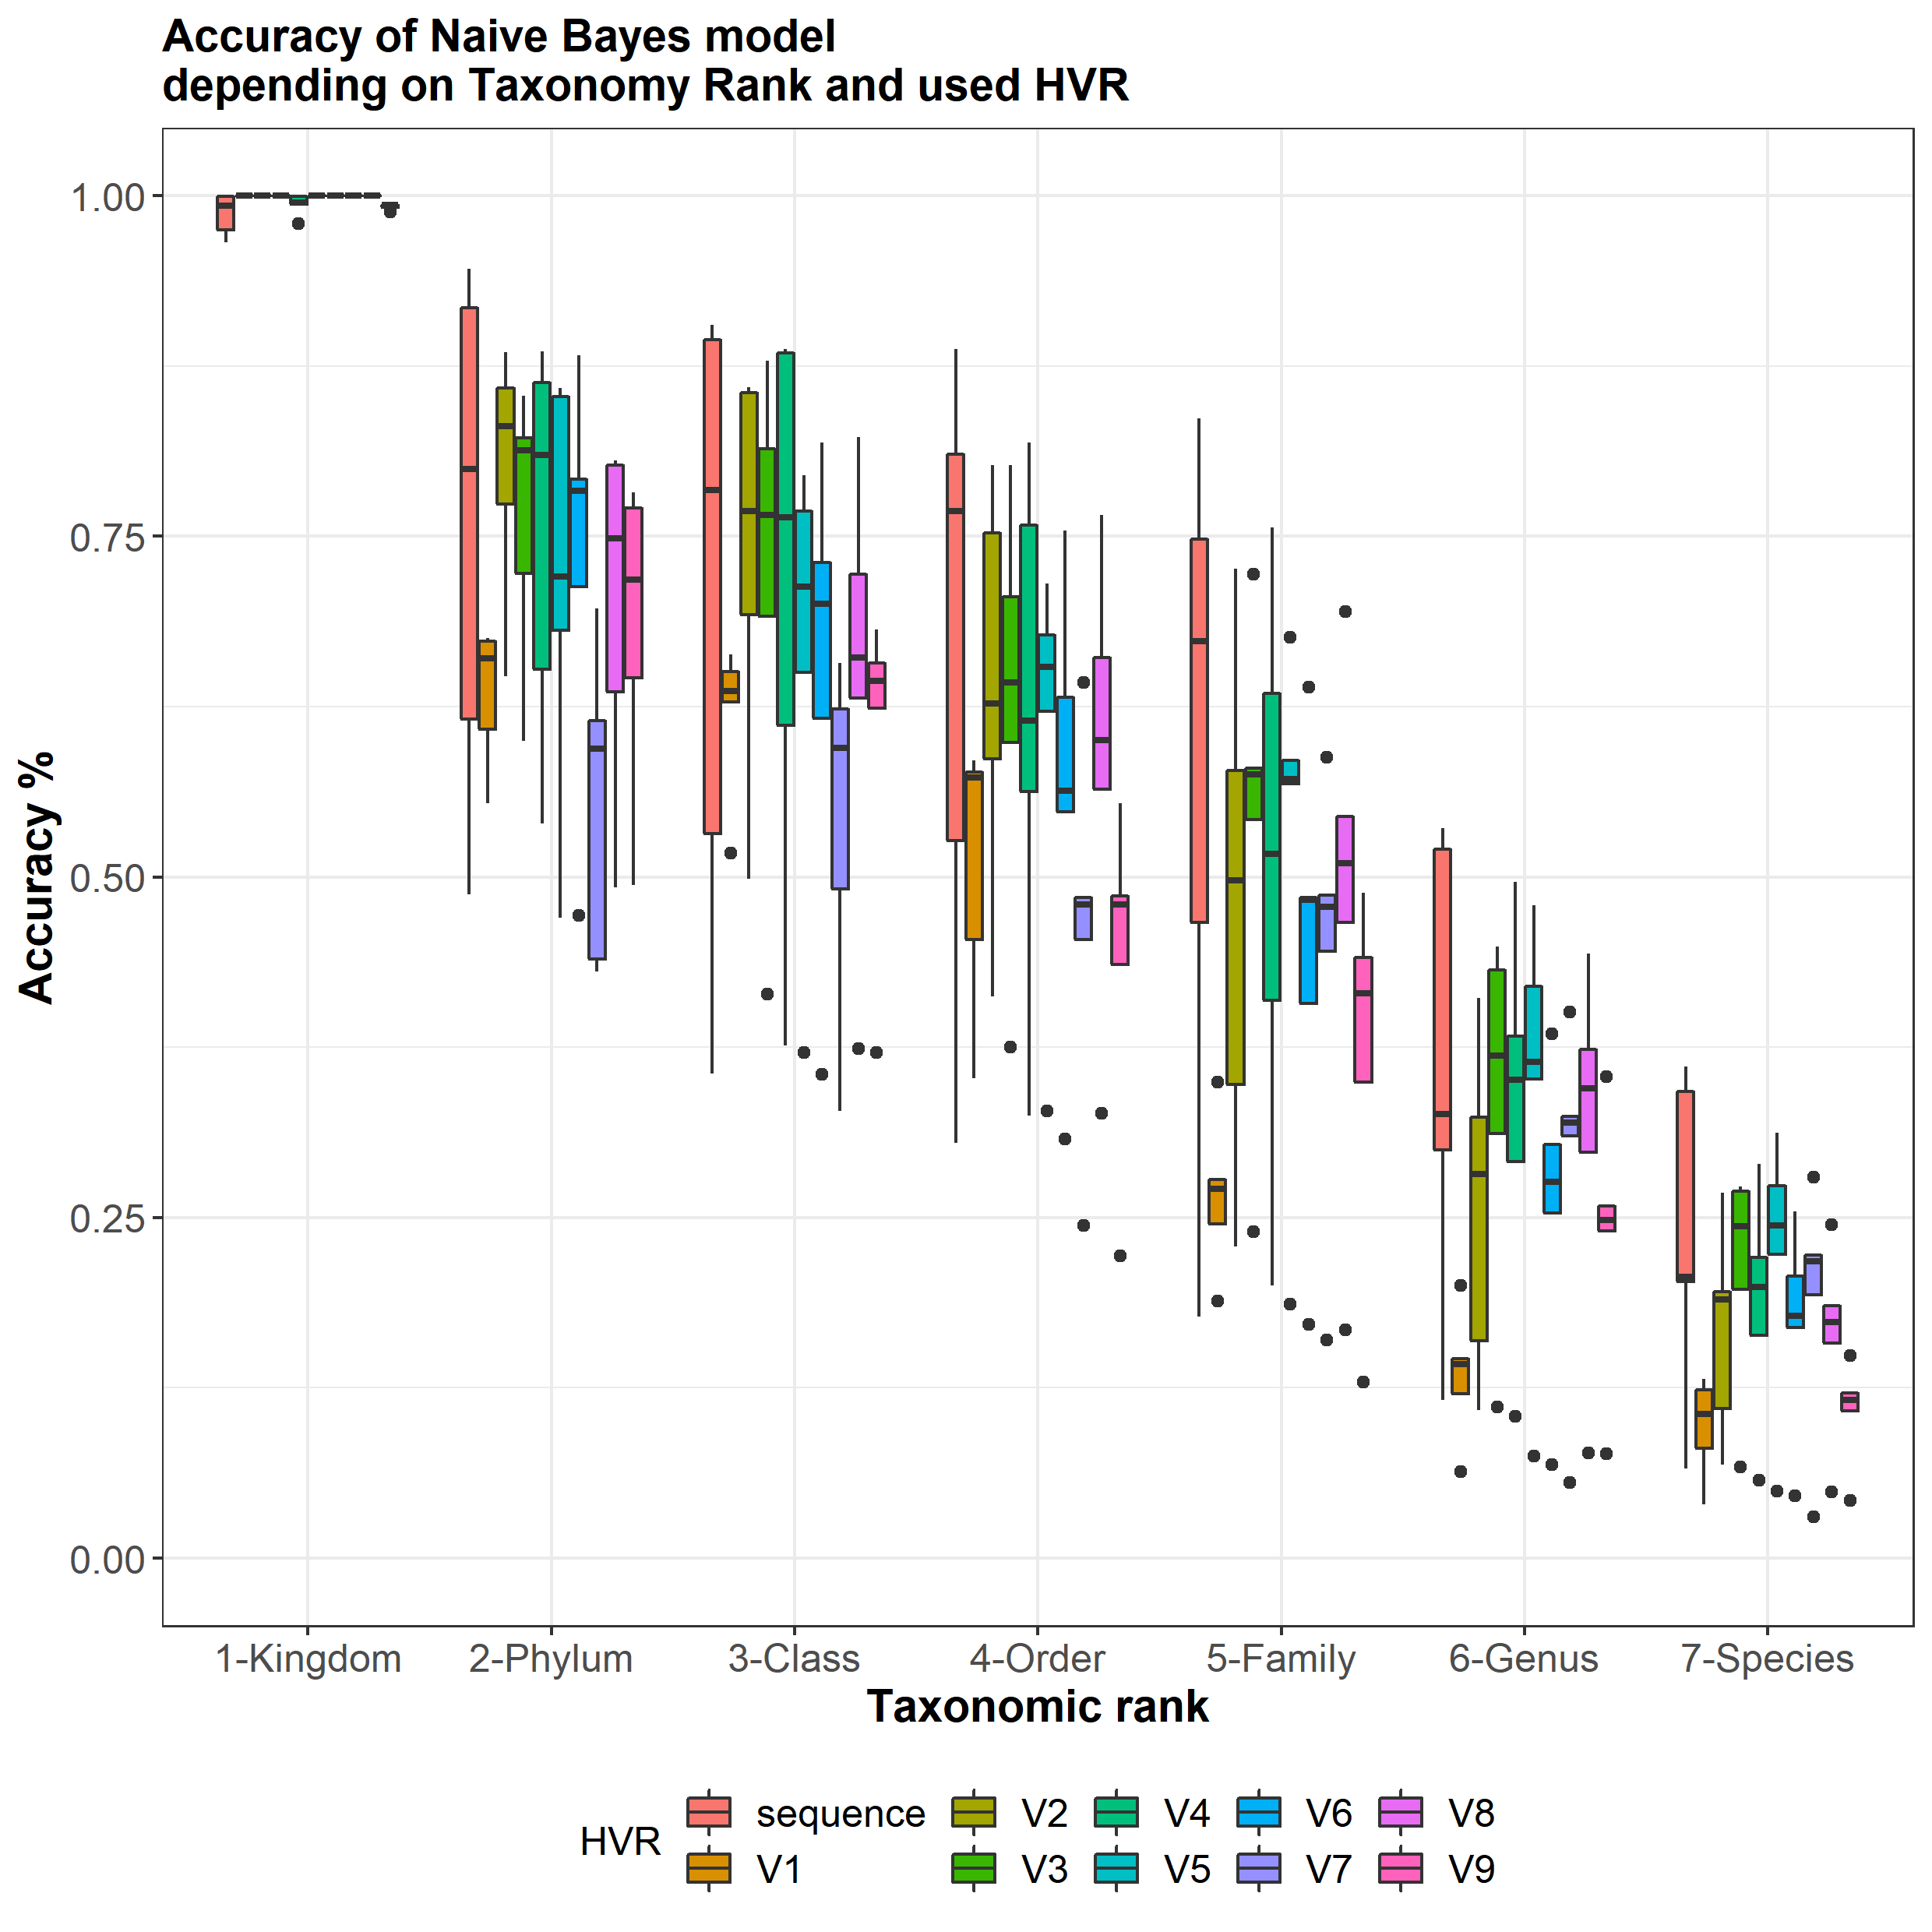 Accuracy of Naive Bayes model
depending on Taxonomy Rank and used HVR
1.00
0.75
0.50
0.25
0.00
Accuracy %
1-Kingdom 2-Phylum 3-Class 4-Order 5-Family 6-Genus 7-Species
Taxonomic rank
HVR
sequence V2 V4 V6 V8
V1 V3 V5 V7 V9